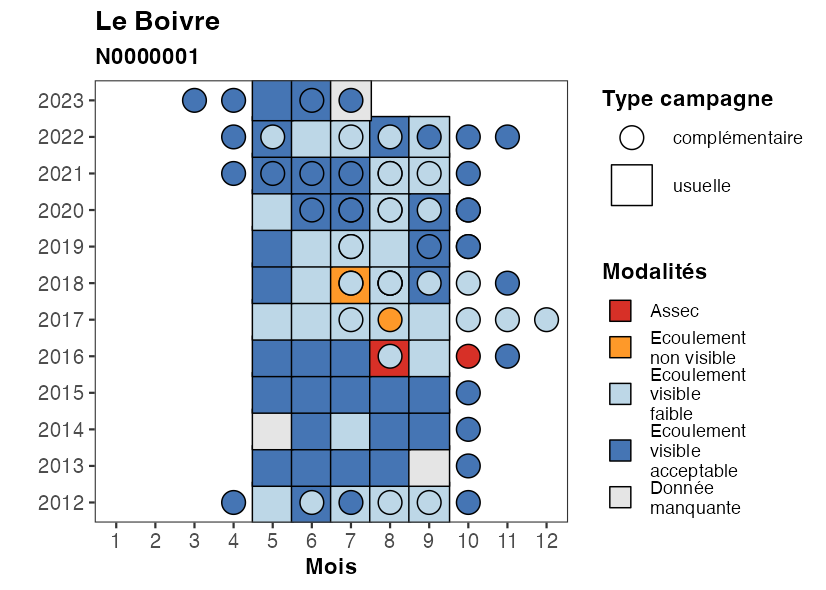 Le Boivre
N0000001
2023
2022
2021
2020
2019
2018
2017
2016
2015
2014
2013
2012
1 2 3 4 5 6 7 8 9 10 11 12
Mois
Type campagne
complémentaire
usuelle
Modalités
Assec
Ecoulement
non visible
Ecoulement
visible
faible
Ecoulement
visible
acceptable
Donnée
manquante